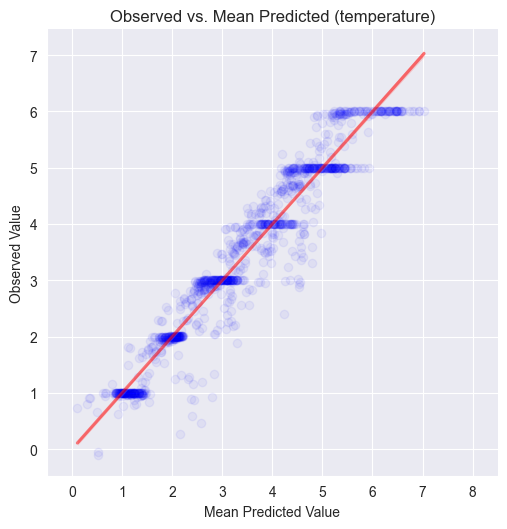 Observed vs. Mean Predicted (temperature)
7
6
5
4
3
2
1
0
Observed Value
0 1 2 3 4 5 6 7 8
Mean Predicted Value